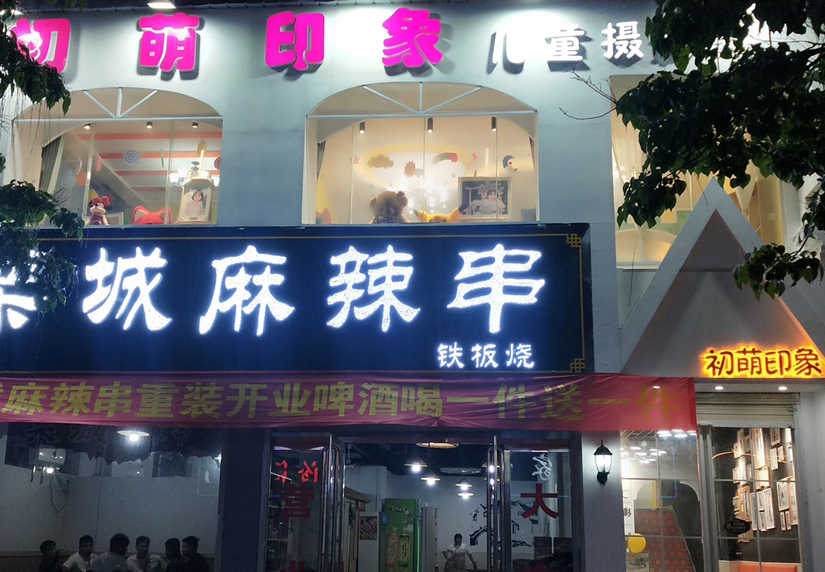 初萌印象 儿童摄
城麻辣串
铁板烧
初萌印象
麻辣串重装开业啤酒喝一件送一件
营
大